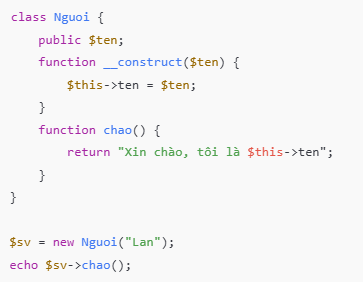 class Nguoi {
    public $ten;
    function __construct($ten) {
        $this->ten = $ten;
    }
    function chao() {
        return "Xin chào, tôi là $this->ten";
    }
}

$sv = new Nguoi("Lan");
echo $sv->chao();